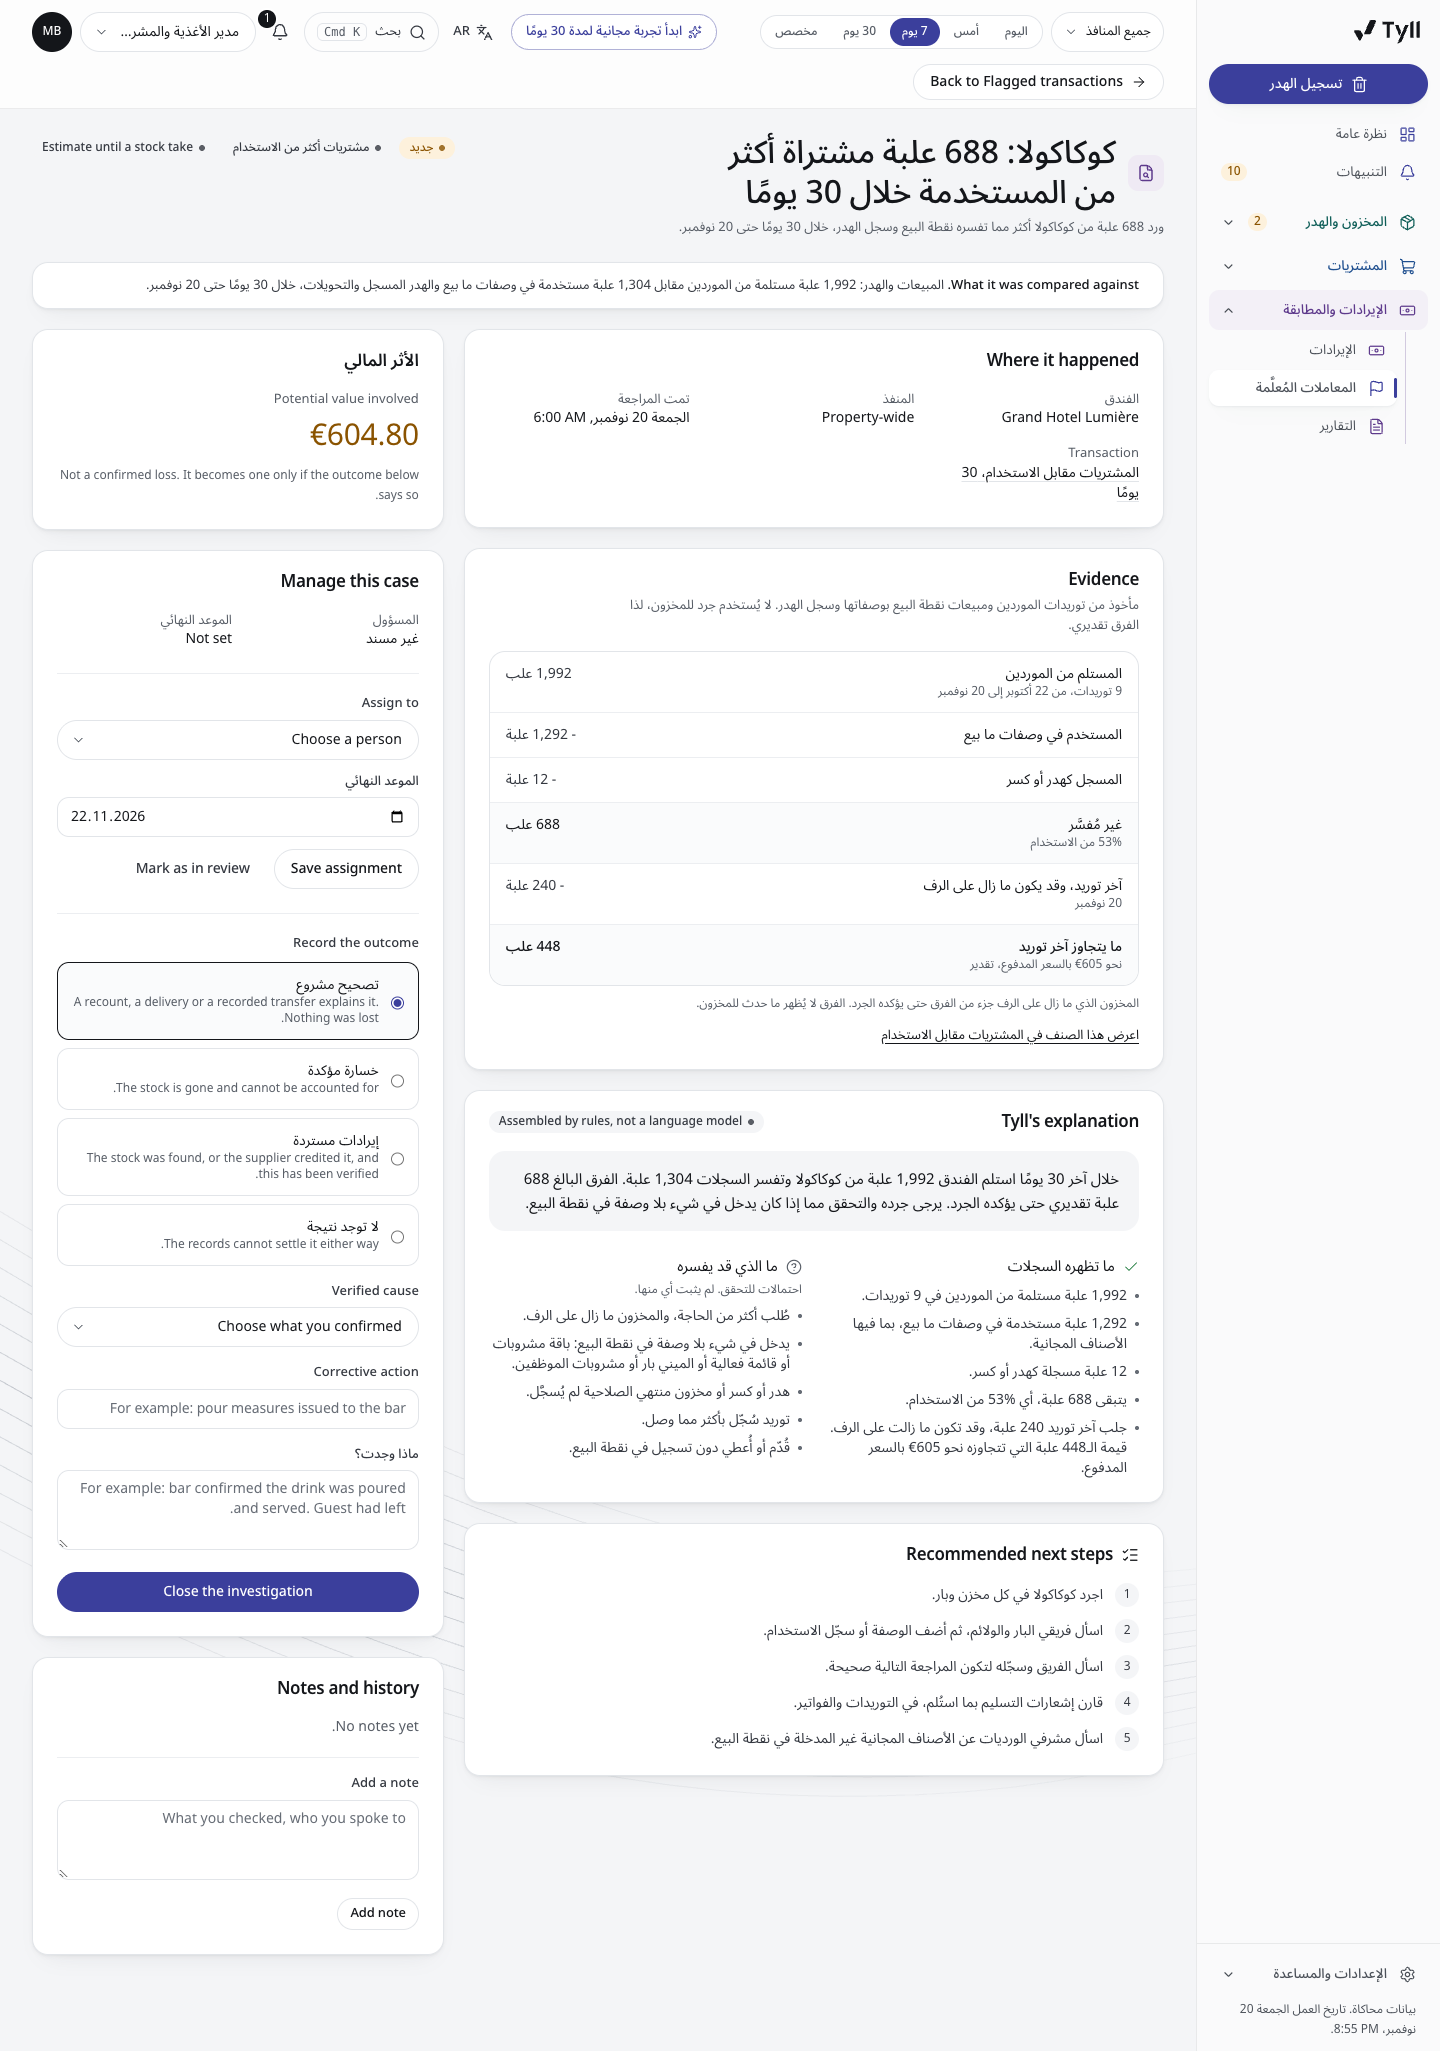 Tyll
تسجيل الهدر
نظرة عامة
التنبيهات
10
المخزون والهدر
2
المشتريات
الإيرادات والمطابقة
الإيرادات
المعاملات المُعلَّمة
التقارير
الإعدادات والمساعدة
بيانات محاكاة. تاريخ العمل الجمعة 20
نوفمبر، 8:55 PM.
جميع المنافذ
اليوم
أمس
7 يوم
30 يوم
مخصص
ابدأ تجربة مجانية لمدة 30 يومًا
AR
بحث
Cmd K
1
مدير الأغذية والمشر...
MB
Back to Flagged transactions
كوكاكولا: 688 علبة مشتراة أكثر
من المستخدمة خلال 30 يومًا
جديد
مشتريات أكثر من الاستخدام
Estimate until a stock take
ورد 688 علبة من كوكاكولا أكثر مما تفسره نقطة البيع وسجل الهدر، خلال 30 يومًا حتى 20 نوفمبر.
What it was compared against. المبيعات والهدر: 1,992 علبة مستلمة من الموردين مقابل 1,304 علبة مستخدمة في وصفات ما بيع والهدر المسجل والتحويلات، خلال 30 يومًا حتى 20 نوفمبر.
Where it happened
الفندق
Grand Hotel Lumière
المنفذ
Property-wide
تمت المراجعة
الجمعة 20 نوفمبر, 6:00 AM
Transaction
المشتريات مقابل الاستخدام، 30
يومًا
Evidence
مأخوذ من توريدات الموردين ومبيعات نقطة البيع بوصفاتها وسجل الهدر. لا يُستخدم جرد للمخزون، لذا
الفرق تقديري.
المستلم من الموردين
9 توريدات، من 22 أكتوبر إلى 20 نوفمبر
1,992 علب
المستخدم في وصفات ما بيع
- 1,292 علبة
المسجل كهدر أو كسر
- 12 علبة
غير مُفسَّر
53% من الاستخدام
688 علب
آخر توريد، وقد يكون ما زال على الرف
20 نوفمبر
- 240 علبة
ما يتجاوز آخر توريد
نحو €605 بالسعر المدفوع، تقدير
448 علب
المخزون الذي ما زال على الرف جزء من الفرق حتى يؤكده الجرد. الفرق لا يُظهر ما حدث للمخزون.
اعرض هذا الصنف في المشتريات مقابل الاستخدام
Tyll's explanation
Assembled by rules, not a language model
خلال آخر 30 يومًا استلم الفندق 1,992 علبة من كوكاكولا وتفسر السجلات 1,304 علبة. الفرق البالغ 688
علبة تقديري حتى يؤكده الجرد. يرجى جرده والتحقق مما إذا كان يدخل في شيء بلا وصفة في نقطة البيع.
ما تظهره السجلات
1,992 علبة مستلمة من الموردين في 9 توريدات.
1,292 علبة مستخدمة في وصفات ما بيع، بما فيها
الأصناف المجانية.
12 علبة مسجلة كهدر أو كسر.
يتبقى 688 علبة، أي 53% من الاستخدام.
جلب آخر توريد 240 علبة، وقد تكون ما زالت على الرف.
قيمة الـ448 علبة التي تتجاوزه نحو €605 بالسعر
المدفوع.
ما الذي قد يفسره
احتمالات للتحقق. لم يثبت أي منها.
طُلب أكثر من الحاجة، والمخزون ما زال على الرف.
يدخل في شيء بلا وصفة في نقطة البيع: باقة مشروبات
أو قائمة فعالية أو الميني بار أو مشروبات الموظفين.
هدر أو كسر أو مخزون منتهي الصلاحية لم يُسجَّل.
توريد سُجّل بأكثر مما وصل.
قُدّم أو أُعطي دون تسجيل في نقطة البيع.
Recommended next steps
1 اجرد كوكاكولا في كل مخزن وبار.
2 اسأل فريقي البار والولائم، ثم أضف الوصفة أو سجّل الاستخدام.
3 اسأل الفريق وسجّله لتكون المراجعة التالية صحيحة.
4 قارن إشعارات التسليم بما استُلم، في التوريدات والفواتير.
5 اسأل مشرفي الورديات عن الأصناف المجانية غير المدخلة في نقطة البيع.
الأثر المالي
Potential value involved
€604.80
Not a confirmed loss. It becomes one only if the outcome below
says so.
Manage this case
المسؤول
غير مسند
الموعد النهائي
Not set
Assign to
Choose a person
الموعد النهائي
22.11.2026
Save assignment
Mark as in review
Record the outcome
تصحيح مشروع
A recount, a delivery or a recorded transfer explains it.
Nothing was lost.
خسارة مؤكدة
The stock is gone and cannot be accounted for.
إيرادات مستردة
The stock was found, or the supplier credited it, and
this has been verified.
لا توجد نتيجة
The records cannot settle it either way.
Verified cause
Choose what you confirmed
Corrective action
For example: pour measures issued to the bar
ماذا وجدت؟
For example: bar confirmed the drink was poured
and served. Guest had left.
Close the investigation
Notes and history
No notes yet.
Add a note
What you checked, who you spoke to
Add note